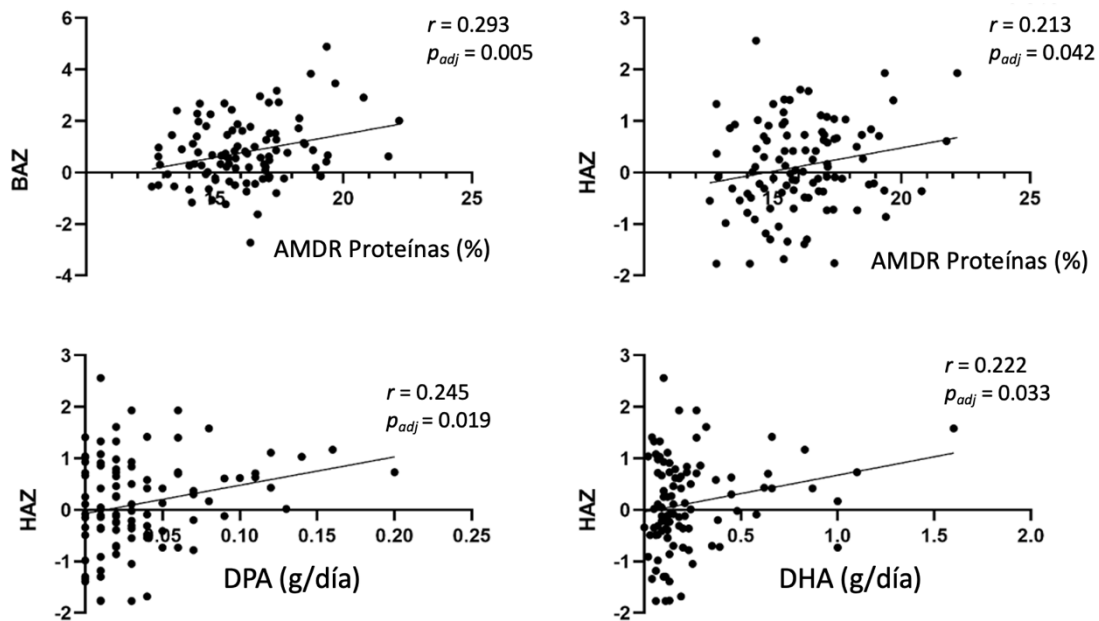 6
4
2
0
-2
-4
15
20
25
BAZ
AMDR Proteínas (%)
r = 0.293
padj = 0.005
3
2
1
0
-1
-2
15
20
25
HAZ
AMDR Proteínas (%)
r = 0.213
padj = 0.042
3
2
1
0
-1
-2
0.05
0.10
0.15
0.20
0.25
HAZ
DPA (g/día)
r = 0.245
padj = 0.019
3
2
1
0
-1
-2
0.5
1.0
1.5
2.0
HAZ
DHA (g/día)
r = 0.222
padj = 0.033